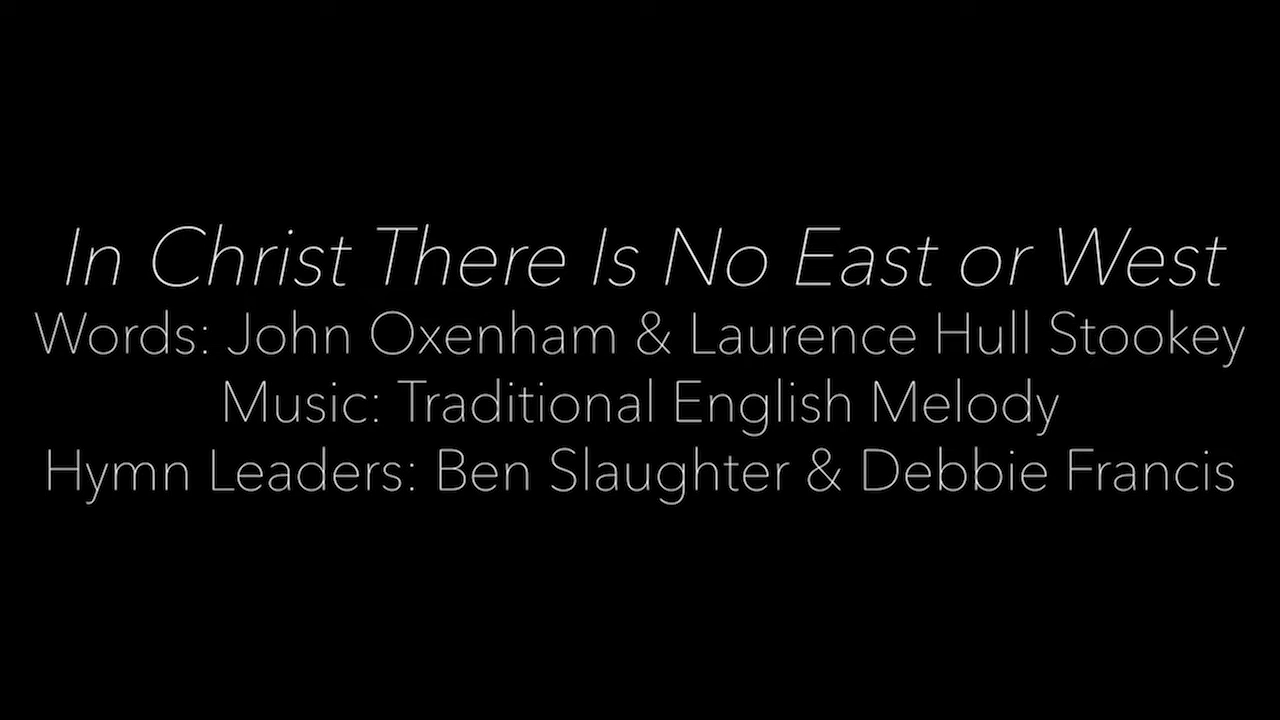 In Christ There Is No East or West
Words: John Oxenham & Laurence Hull Stookey
Music: Traditional English Melody
Hymn Leaders: Ben Slaughter & Debbie Francis